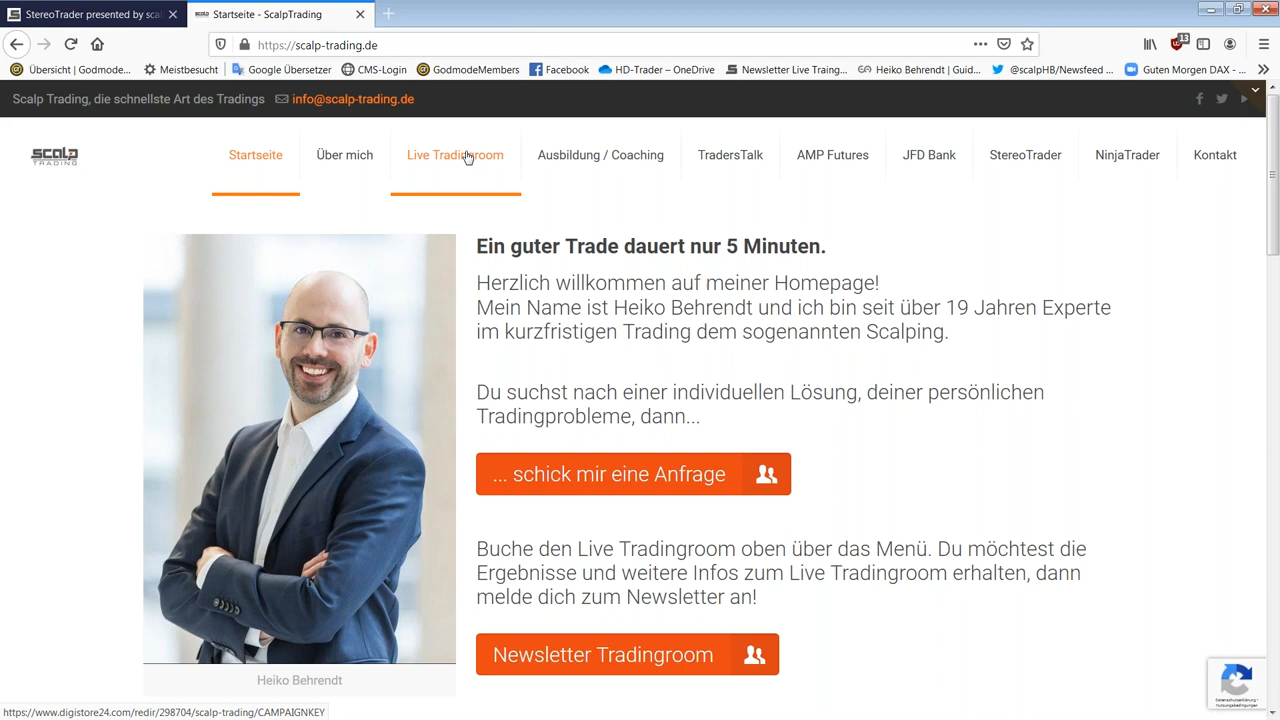 StereoTrader presented by scal
Startseite - ScalpTrading
https://scalp-trading.de
13
Übersicht | Godmode...
Meistbesucht
Google Übersetzer
CMS-Login
GodmodeMembers
Facebook
HD-Trader – OneDrive
Newsletter Live Traing...
Heiko Behrendt | Guid...
@scalpHB/Newsfeed ...
Guten Morgen DAX - ...
Scalp Trading, die schnellste Art des Tradings
info@scalp-trading.de
scalp
TRADING
Startseite
Über mich
Live Tradingroom
Ausbildung / Coaching
TradersTalk
AMP Futures
JFD Bank
StereoTrader
NinjaTrader
Kontakt
Ein guter Trade dauert nur 5 Minuten.
Herzlich willkommen auf meiner Homepage!
Mein Name ist Heiko Behrendt und ich bin seit über 19 Jahren Experte
im kurzfristigen Trading dem sogenannten Scalping.
Du suchst nach einer individuellen Lösung, deiner persönlichen
Tradingprobleme, dann...
... schick mir eine Anfrage
Buche den Live Tradingroom oben über das Menü. Du möchtest die
Ergebnisse und weitere Infos zum Live Tradingroom erhalten, dann
melde dich zum Newsletter an!
Newsletter Tradingroom
Heiko Behrendt
Datenschutzerklärung -
Nutzungsbedingungen
https://www.digistore24.com/redir/298704/scalp-trading/CAMPAIGNKEY